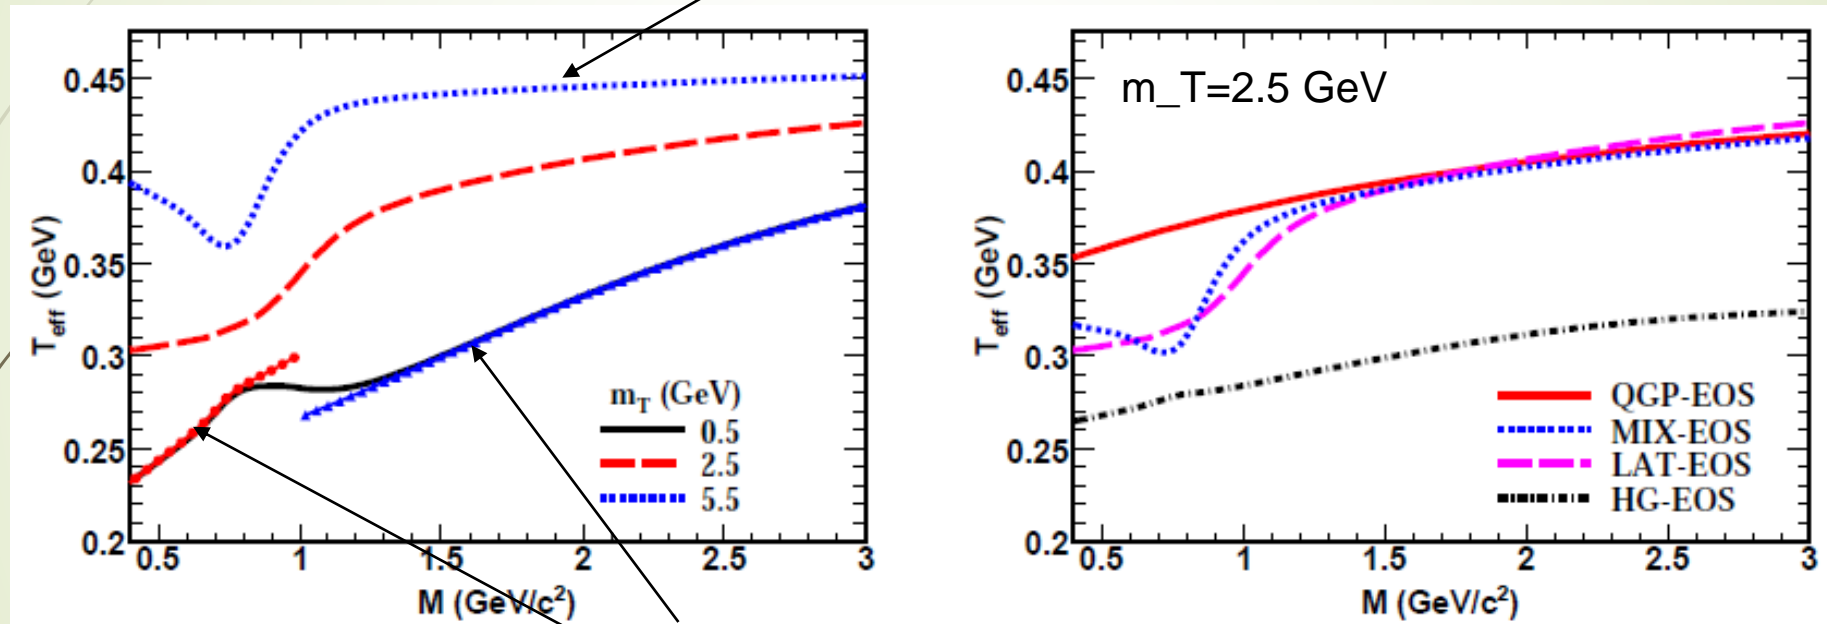 0.45
0.4
0.35
0.3
0.25
0.2
T_eff (GeV)
m_T (GeV)
0.5
2.5
5.5
0.5
1
1.5
2
2.5
3
M (GeV/c²)
m_T=2.5 GeV
0.45
0.4
0.35
0.3
0.25
0.2
T_eff (GeV)
QGP-EOS
MIX-EOS
LAT-EOS
HG-EOS
0.5
1
1.5
2
2.5
3
M (GeV/c²)